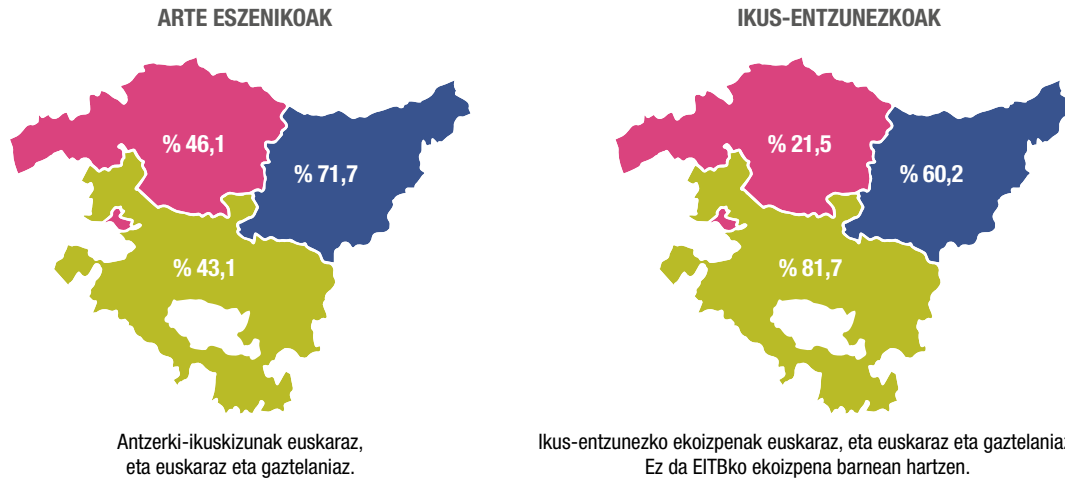 ARTE ESZENIKOAK
% 46,1
% 71,7
% 43,1
Antzerki-ikuskizunak euskaraz,
eta euskaraz eta gaztelaniaz.
IKUS-ENTZUNEZKOAK
% 21,5
% 60,2
% 81,7
Ikus-entzunezko ekoizpenak euskaraz, eta euskaraz eta gaztelaniaz
Ez da EITBko ekoizpena barnean hartzen.